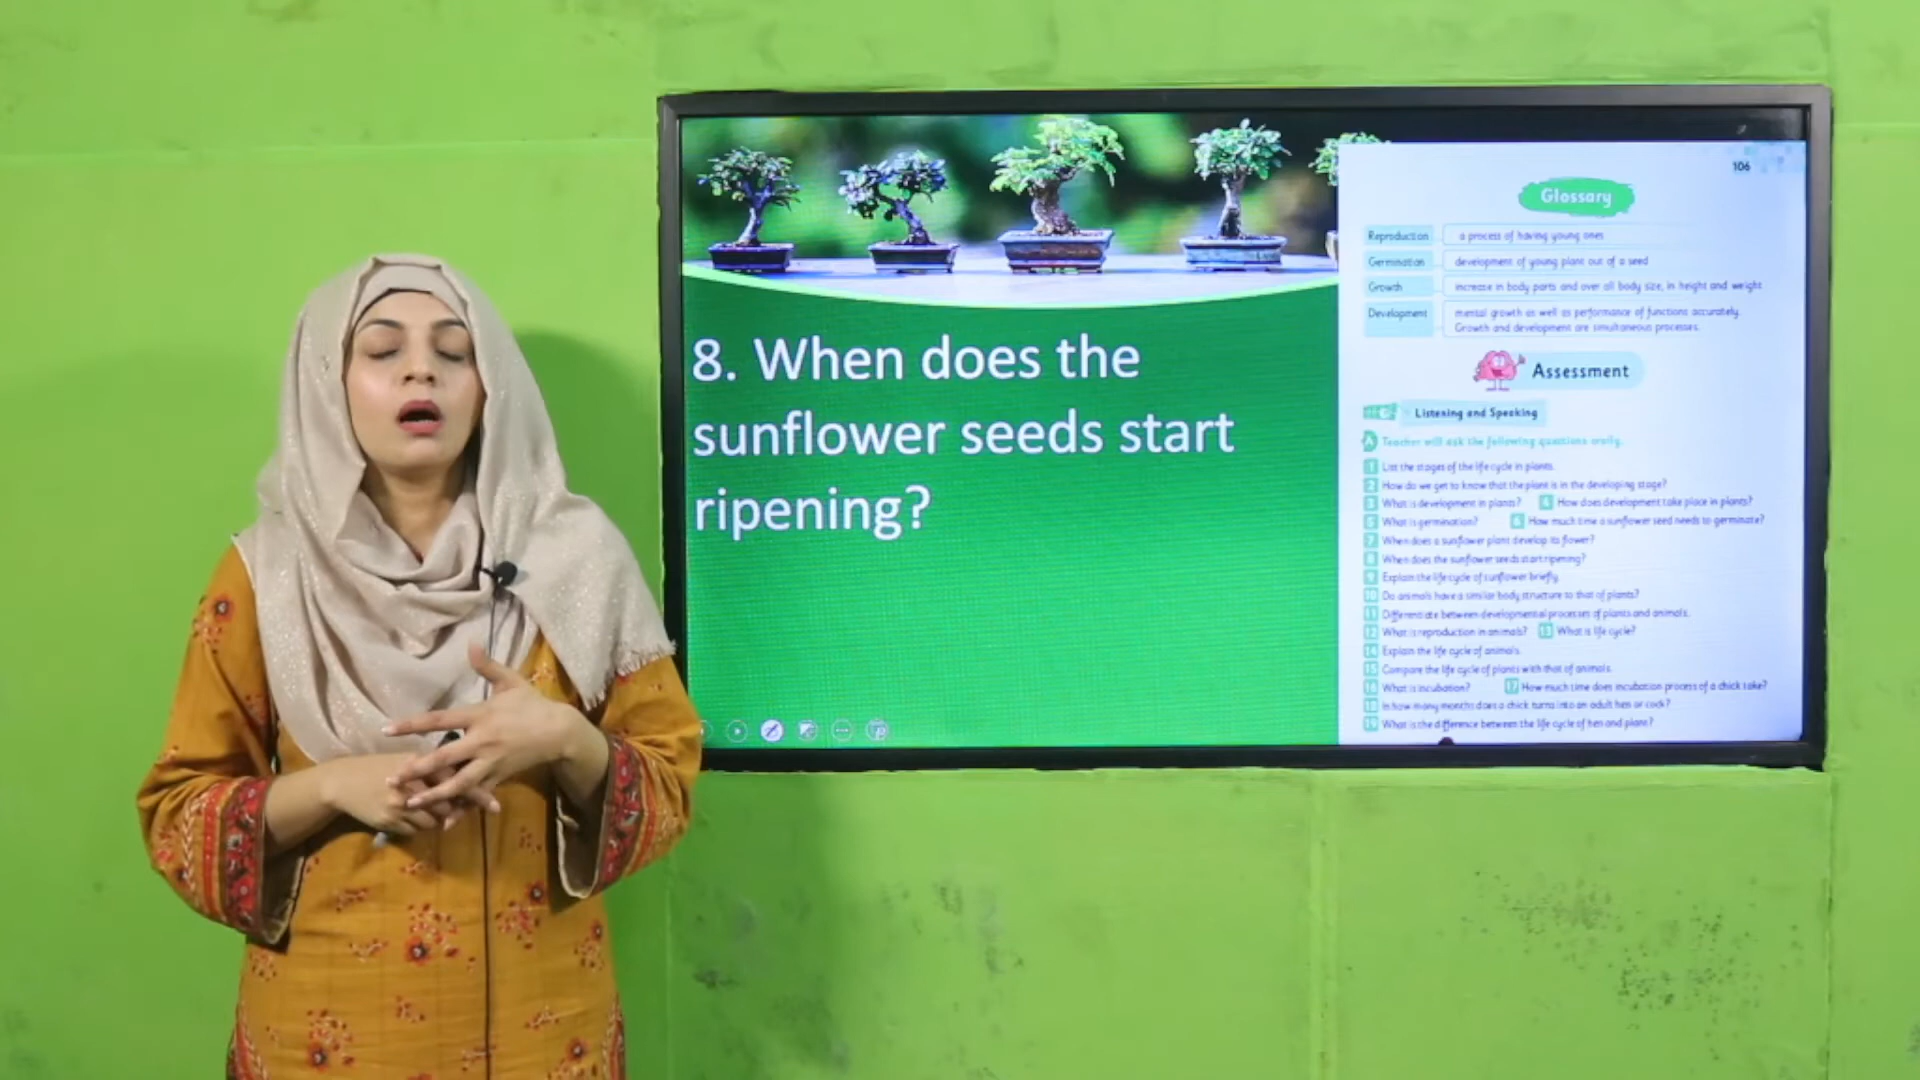 8. When does the
sunflower seeds start
ripening?
106
Glossary
Reproduction a process of having young ones
Germination development of young plant out of a seed
Growth increase in body parts and over all body size, in height and weight
Development mental growth as well as performance of functions accurately.
Growth and development are simultaneous processes.
Assessment
Listening and Speaking
A Teacher will ask the following questions orally.
1 List the stages of the life cycle in plants.
2 How do we get to know that the plant is in the developing stage?
3 What is development in plants? 4 How does development take place in plants?
5 What is germination? 6 How much time a sunflower seed needs to germinate?
7 When does a sunflower plant develop its flower?
8 When does the sunflower seeds start ripening?
9 Explain the life cycle of sunflower briefly.
10 Do animals have a similar body structure to that of plants?
11 Differentiate between developmental processes of plants and animals.
12 What is reproduction in animals? 13 What is life cycle?
14 Explain the life cycle of animals.
15 Compare the life cycle of plants with that of animals.
16 What is incubation? 17 How much time does incubation process of a chick take?
18 In how many months does a chick turns into an adult hen or cock?
19 What is the difference between the life cycle of hen and plant?